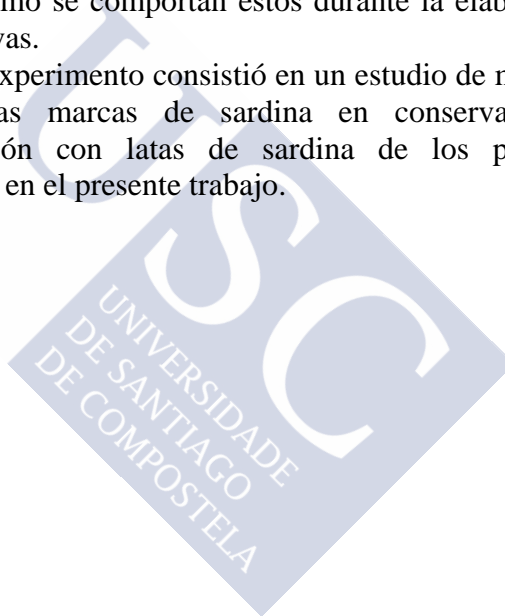 se comportan estos durante la elab
vas.
xperimento consistió en un estudio de
as marcas de sardina en conserva
ón con latas de sardina de los p
en el presente trabajo.
USC
UNIVERSIDADE
DE SANTIAGO
DE COMPOSTELA